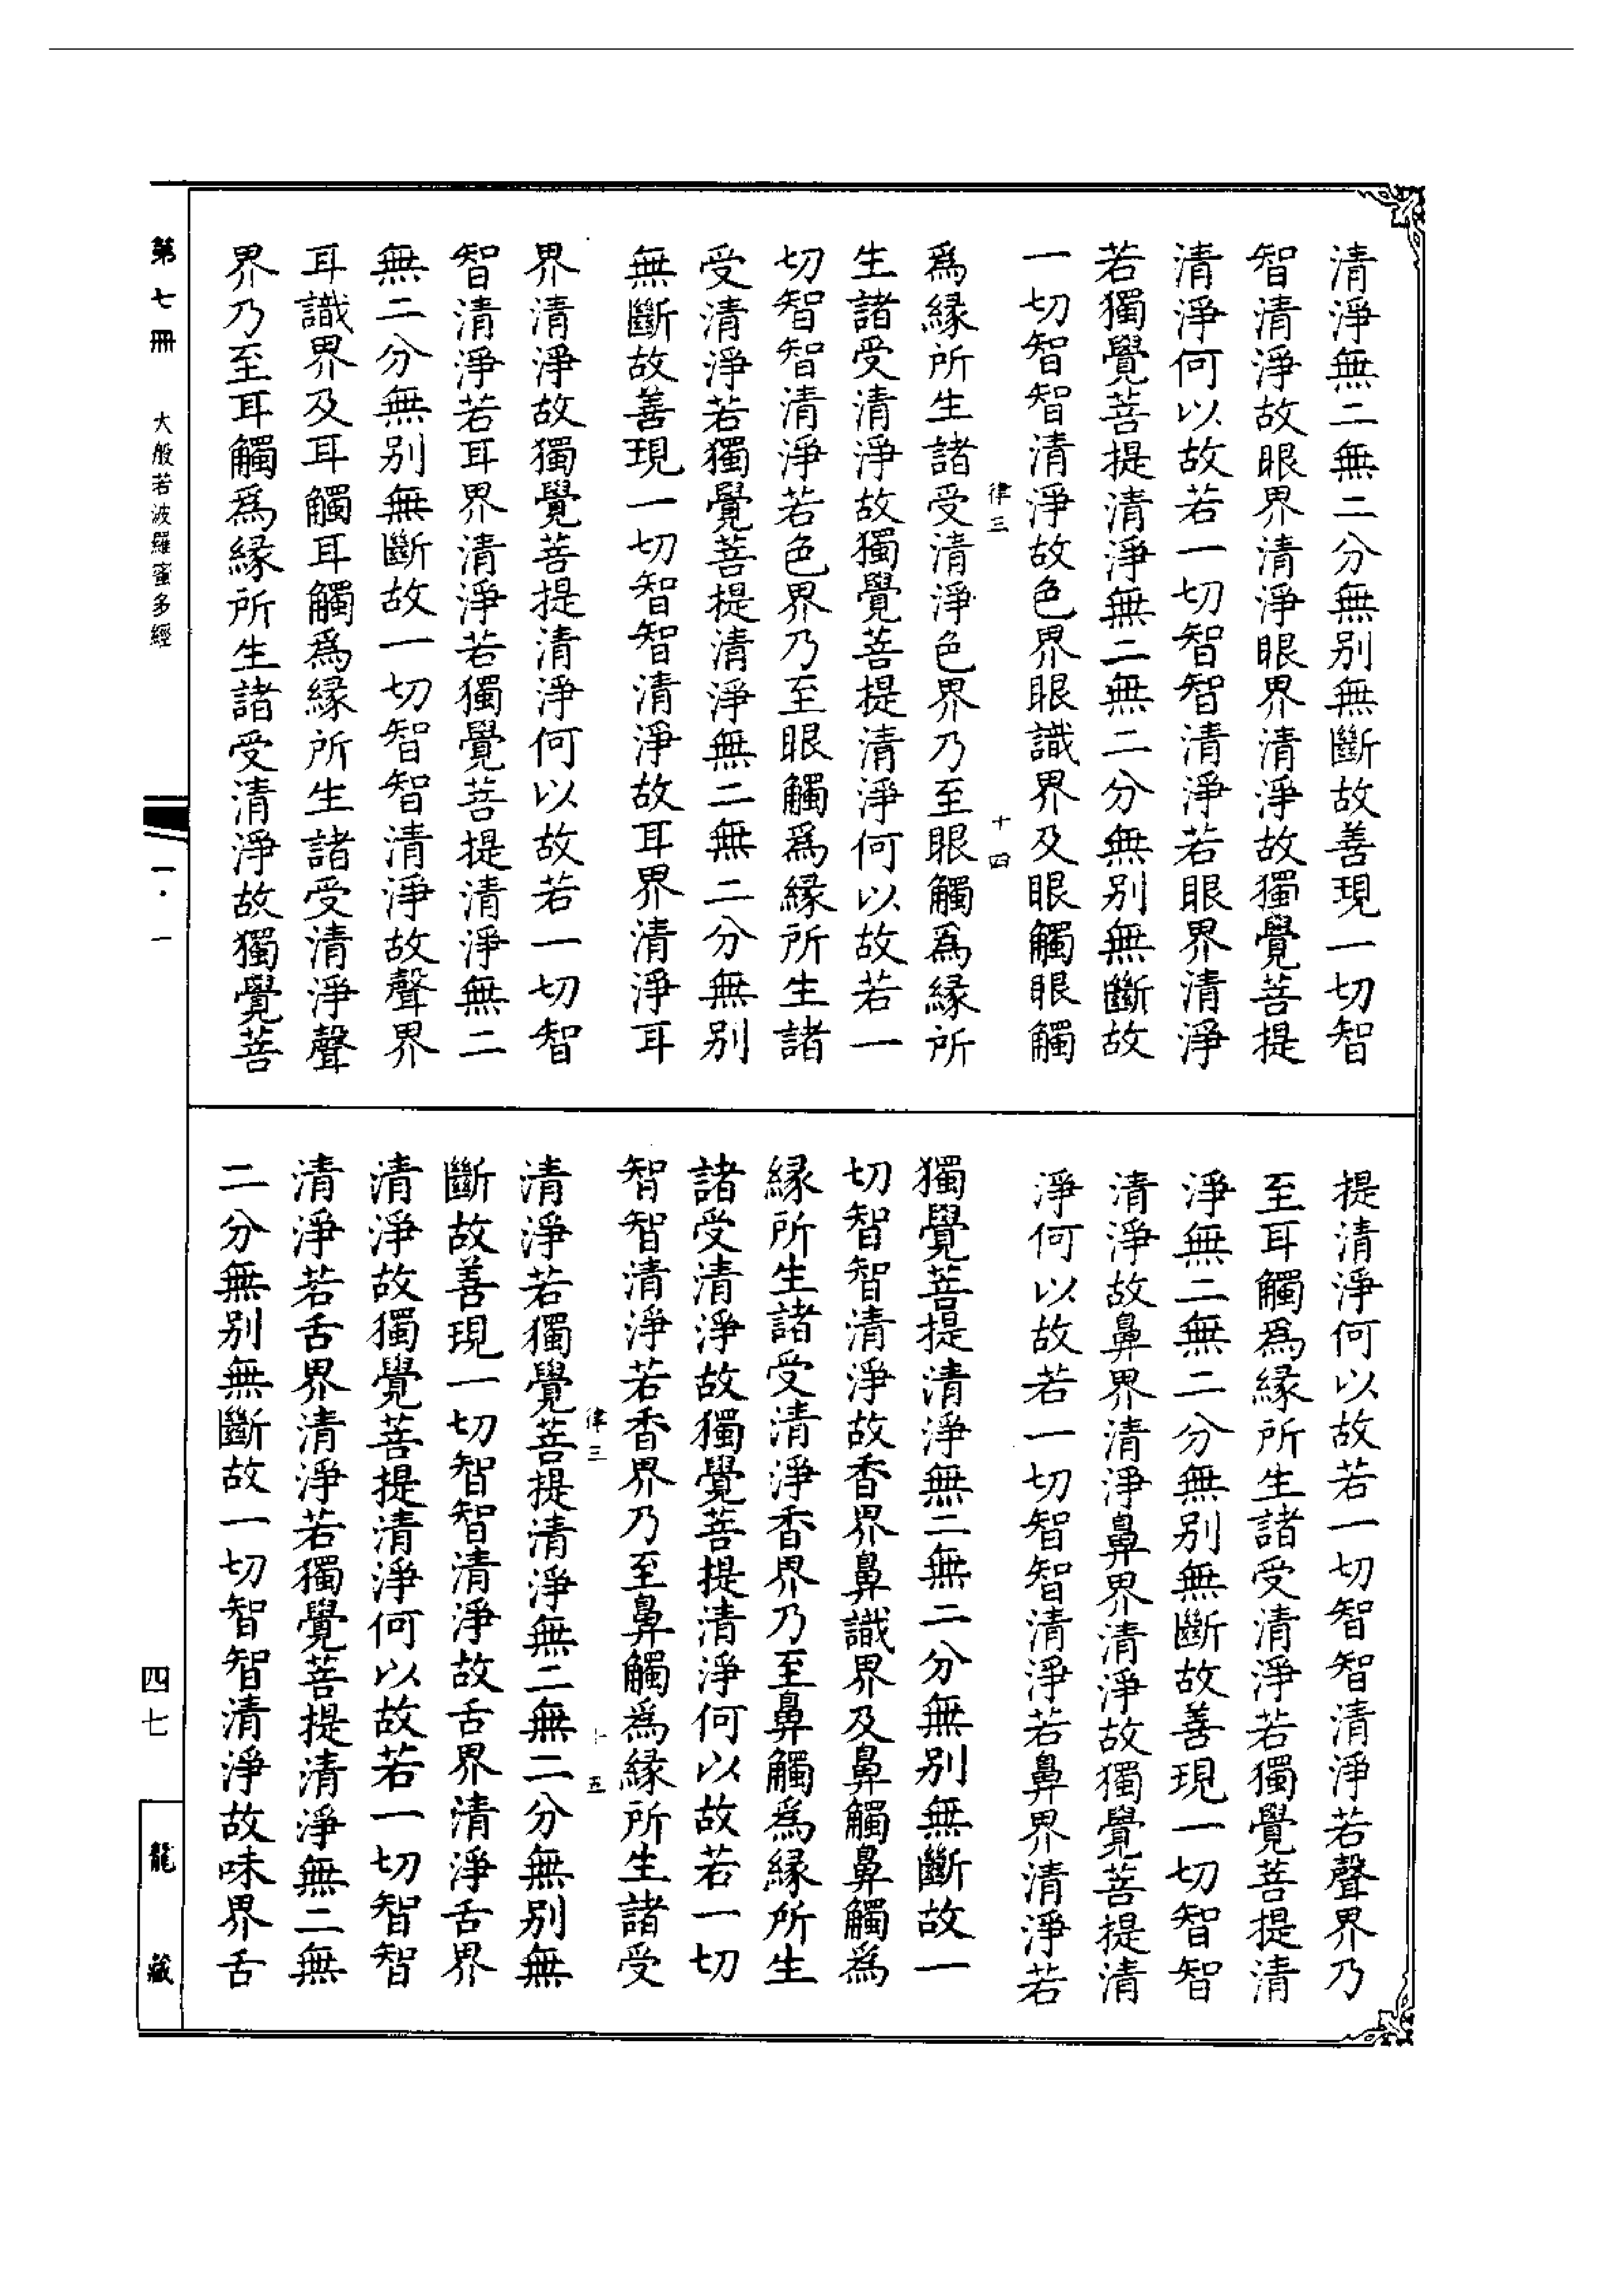 清淨無二無二分無别無斷故善現一切智
智清淨故眼界清淨眼界清淨故獨覺菩提
清淨何以故若一切智智清淨若眼界清淨
若獨覺菩提清淨無二無二分無别無斷故
一切智智清淨故色界眼識界及眼觸眼觸
律三 十四
爲緣所生諸受清淨色界乃至眼觸爲緣所
生諸受清淨故獨覺菩提清淨何以故若一
切智智清淨若色界乃至眼觸爲緣所生諸
受清淨若獨覺菩提清淨無二無二分無别
無斷故善現一切智智清淨故耳界清淨耳
界清淨故獨覺菩提清淨何以故若一切智
智清淨若耳界清淨若獨覺菩提清淨無二
無二分無别無斷故一切智智清淨故聲界
耳識界及耳觸耳觸爲緣所生諸受清淨聲
界乃至耳觸爲緣所生諸受清淨故獨覺菩
提清淨何以故若一切智智清淨若聲界乃
至耳觸爲緣所生諸受清淨若獨覺菩提清
淨無二無二分無别無斷故善現一切智智
清淨故鼻界清淨鼻界清淨故獨覺菩提清
淨何以故若一切智智清淨若鼻界清淨若
獨覺菩提清淨無二無二分無别無斷故一
切智智清淨故香界鼻識界及鼻觸鼻觸爲
緣所生諸受清淨香界乃至鼻觸爲緣所生
諸受清淨故獨覺菩提清淨何以故若一切
智智清淨若香界乃至鼻觸爲緣所生諸受
律三 十五
清淨若獨覺菩提清淨無二無二分無别無
斷故善現一切智智清淨故舌界清淨舌界
清淨故獨覺菩提清淨何以故若一切智智
清淨若舌界清淨若獨覺菩提清淨無二無
二分無别無斷故一切智智清淨故味界舌
第七冊 大般若波羅蜜多經 一·一 四七 龍藏